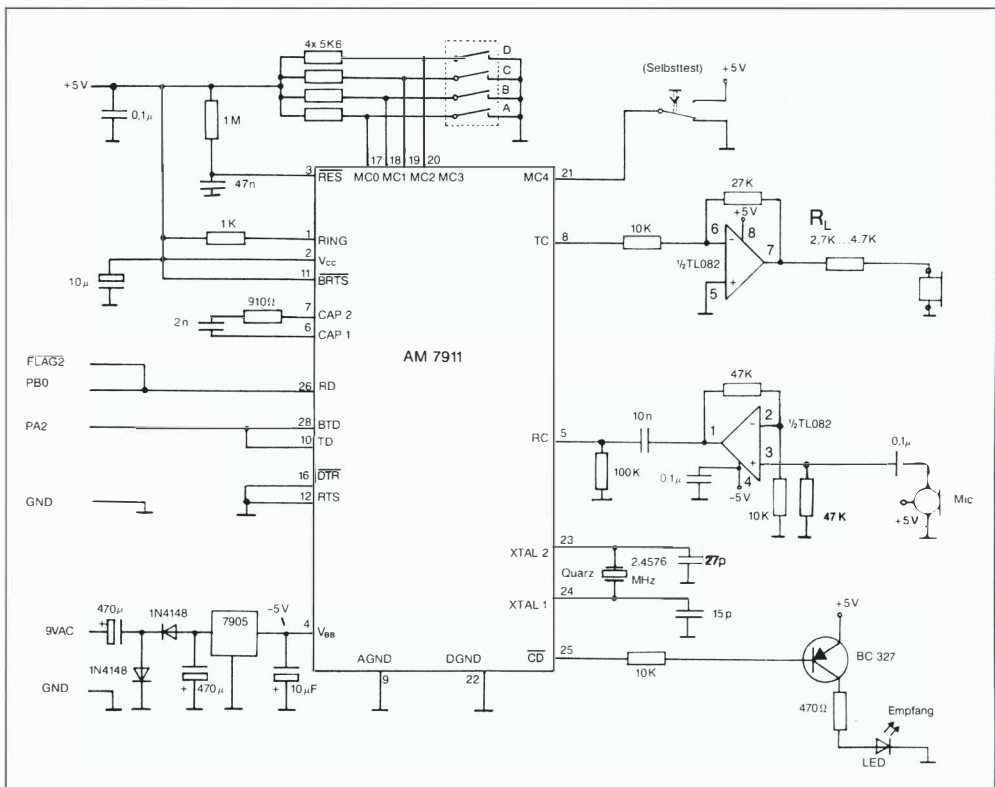 4x 5K6
D
C
B
A
+5V
0,1µ
1M
47n
(Selbsttest)
+5V
17 18 19 20
3 RES MC0 MC1 MC2 MC3 MC4 21
1K
1 RING
2 Vcc
11 BRTS
10µ
910Ω
7 CAP 2
2n
6 CAP 1
TC 8
10K
27K
+5V
6
8
7
½TL082
5
RL
2,7K...4,7K
AM 7911
FLAG2
PB0
26 RD
PA2
28 BTD
10 TD
16 DTR
12 RTS
GND
RC 5
10n
100K
47K
1
2
3
4
½TL082
0,1µ
-5V
10K
47K
0,1µ
Mic
+5V
XTAL 2 23
27p
Quarz
2.4576
MHz
XTAL 1 24
15p
9VAC
470µ
+
1N4148
7905
-5V
4 VBB
1N4148
470µ
+
10µF
+
GND
AGND
9
DGND
22
CD 25
10K
+5V
BC 327
470Ω
Empfang
LED